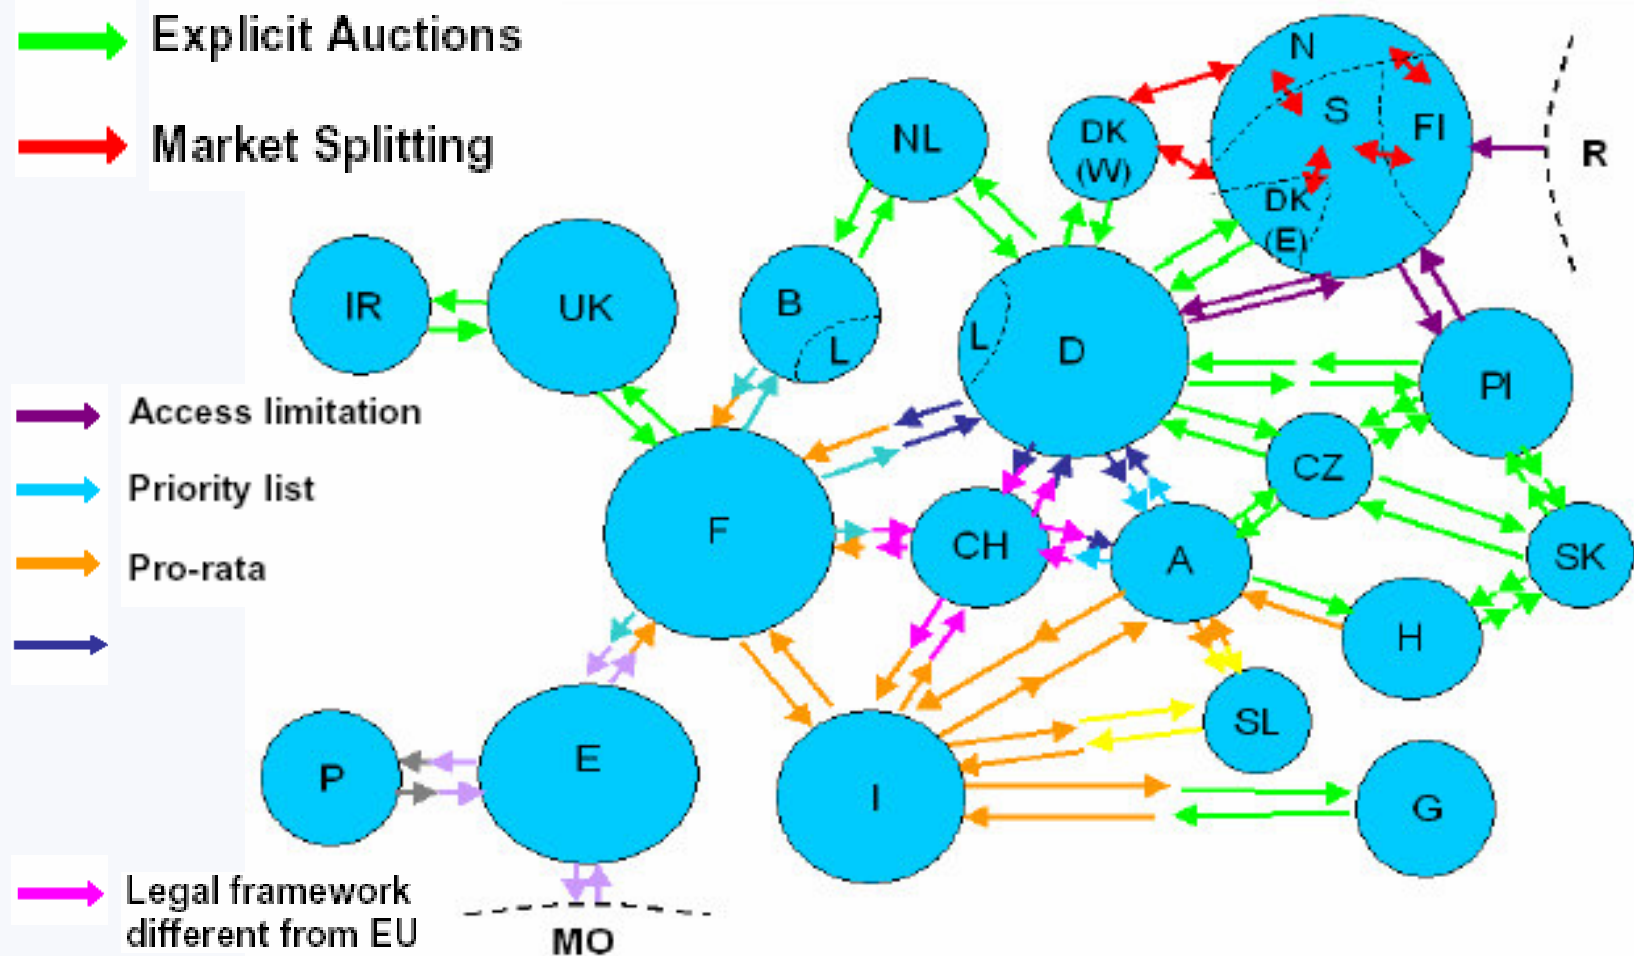 Explicit Auctions
Market Splitting
Access limitation
Priority list
Pro-rata
Legal framework
different from EU
N
S
FI
DK
(W)
DK
(E)
R
NL
IR
UK
B
L
L
D
PI
CZ
F
CH
A
SK
H
SL
P
E
I
G
MO